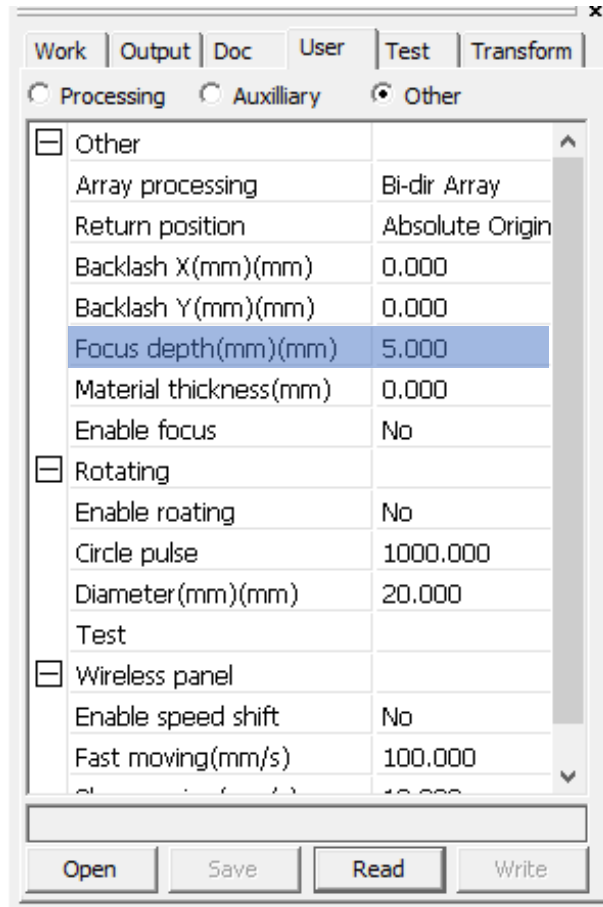 x
Work Output Doc User Test Transform
Processing Auxilliary Other
Other
Array processing Bi-dir Array
Return position Absolute Origin
Backlash X(mm)(mm) 0.000
Backlash Y(mm)(mm) 0.000
Focus depth(mm)(mm) 5.000
Material thickness(mm) 0.000
Enable focus No
Rotating
Enable roating No
Circle pulse 1000.000
Diameter(mm)(mm) 20.000
Test
Wireless panel
Enable speed shift No
Fast moving(mm/s) 100.000
Open Save Read Write